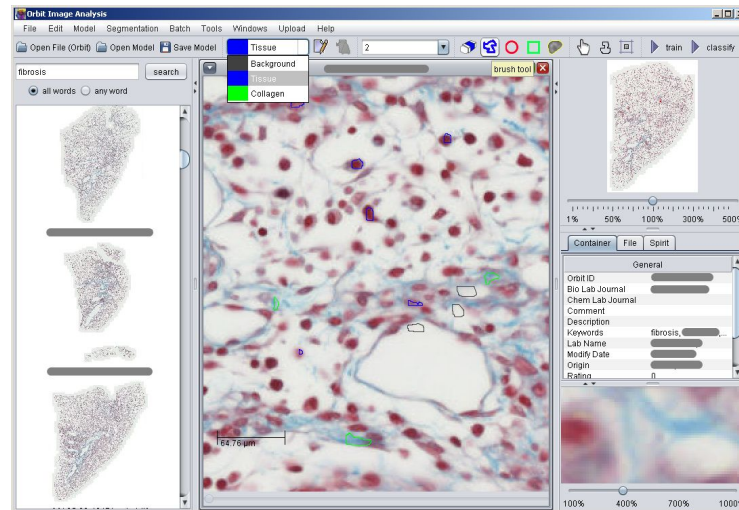 Orbit Image Analysis
File Edit Model Segmentation Batch Tools Windows Upload Help
Open File (Orbit) Open Model Save Model Tissue 2 train classify
Background
Tissue
Collagen
brush tool
fibrosis search
all words any word
64.76 µm
1% 50% 100% 300% 500%
Container File Spirit
General
Orbit ID
Bio Lab Journal
Chem Lab Journal
Comment
Description
Keywords fibrosis,
Lab Name
Modify Date
Origin
Rating 0
100% 400% 700% 1000%